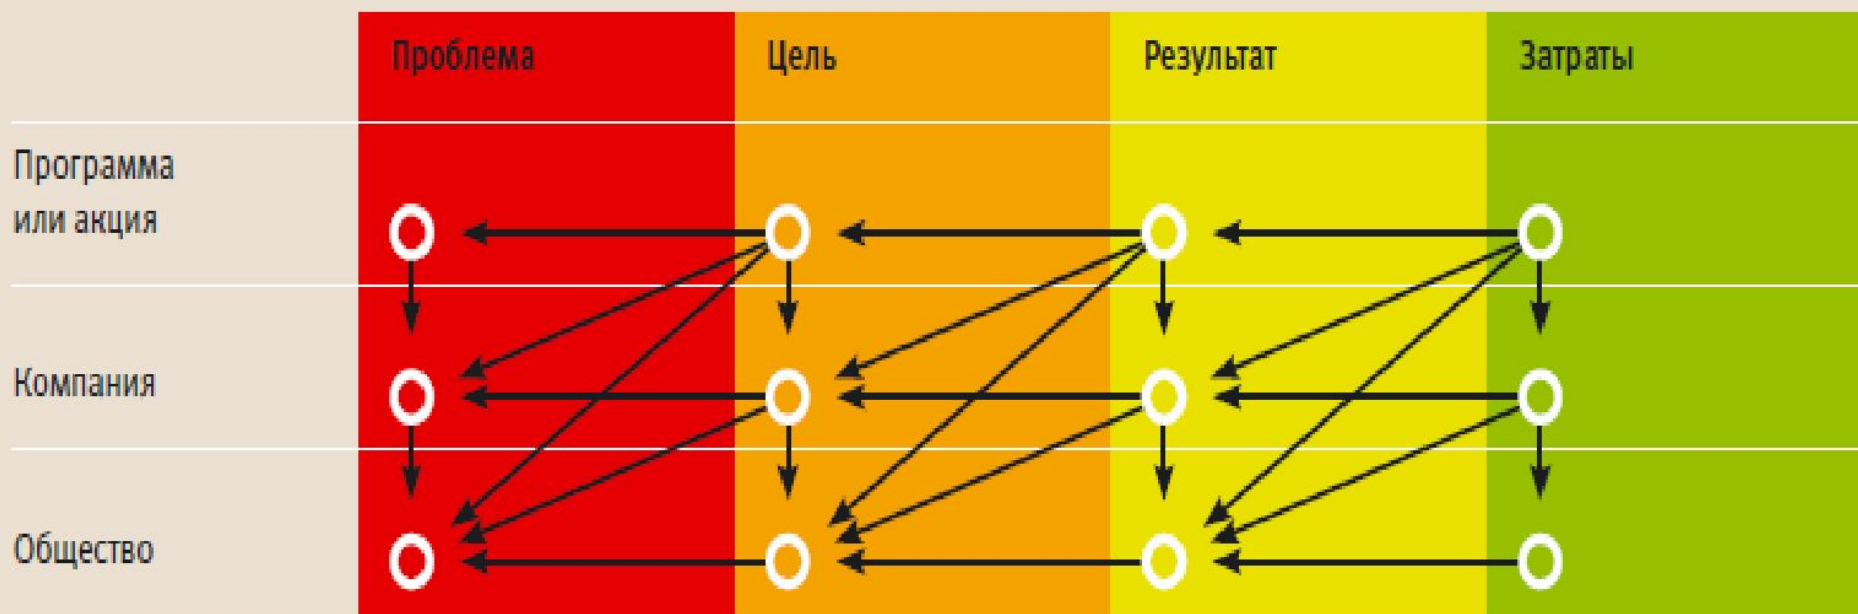 Проблема
Цель
Результат
Затраты
Программа
или акция
Компания
Общество